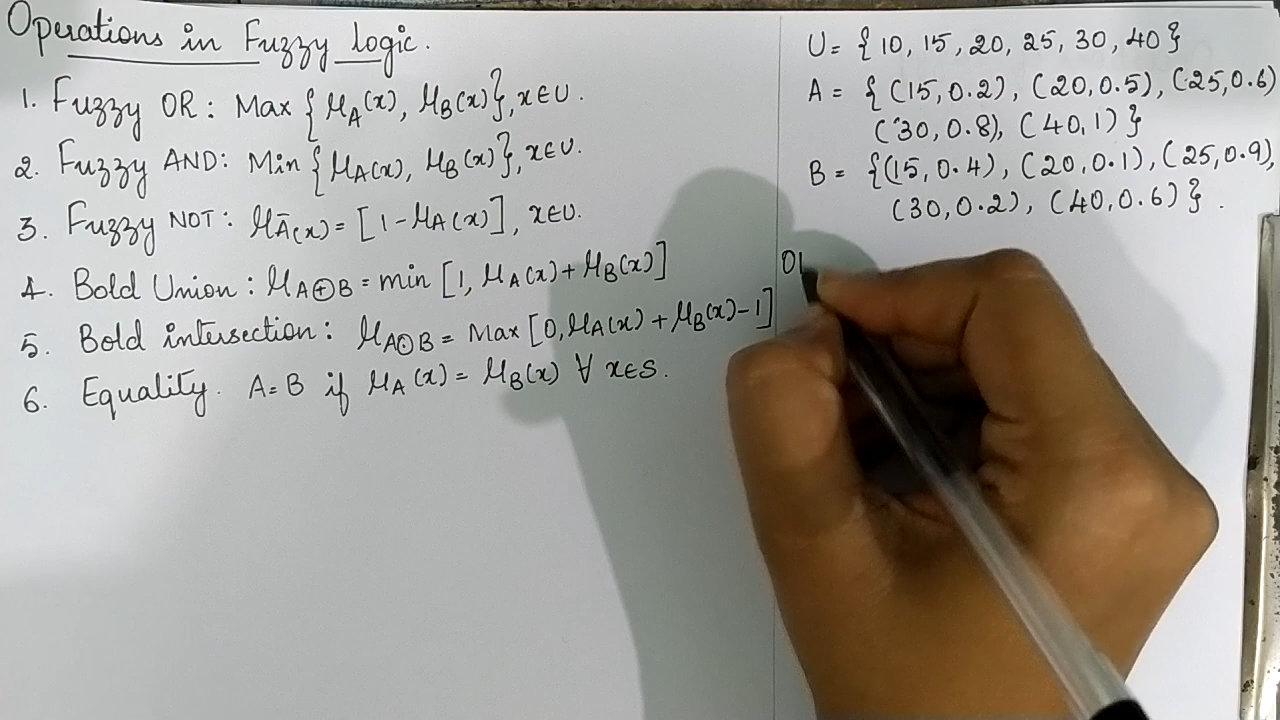 Operations in Fuzzy Logic.
1. Fuzzy OR: Max {μA(x), μB(x)}, x∈U.
2. Fuzzy AND: Min {μA(x), μB(x)}, x∈U.
3. Fuzzy NOT: μĀ(x) = [1-μA(x)], x∈U.
4. Bold Union: μA⊕B = min [1, μA(x) + μB(x)]
5. Bold intersection: μA⊙B = Max [0, μA(x) + μB(x)-1]
6. Equality. A=B if μA(x) = μB(x) ∀ x∈S.
U = {10, 15, 20, 25, 30, 40}
A = {(15,0.2), (20,0.5), (25,0.6)
(30,0.8), (40,1)}
B = {(15,0.4), (20,0.1), (25,0.9),
(30,0.2), (40,0.6)}.